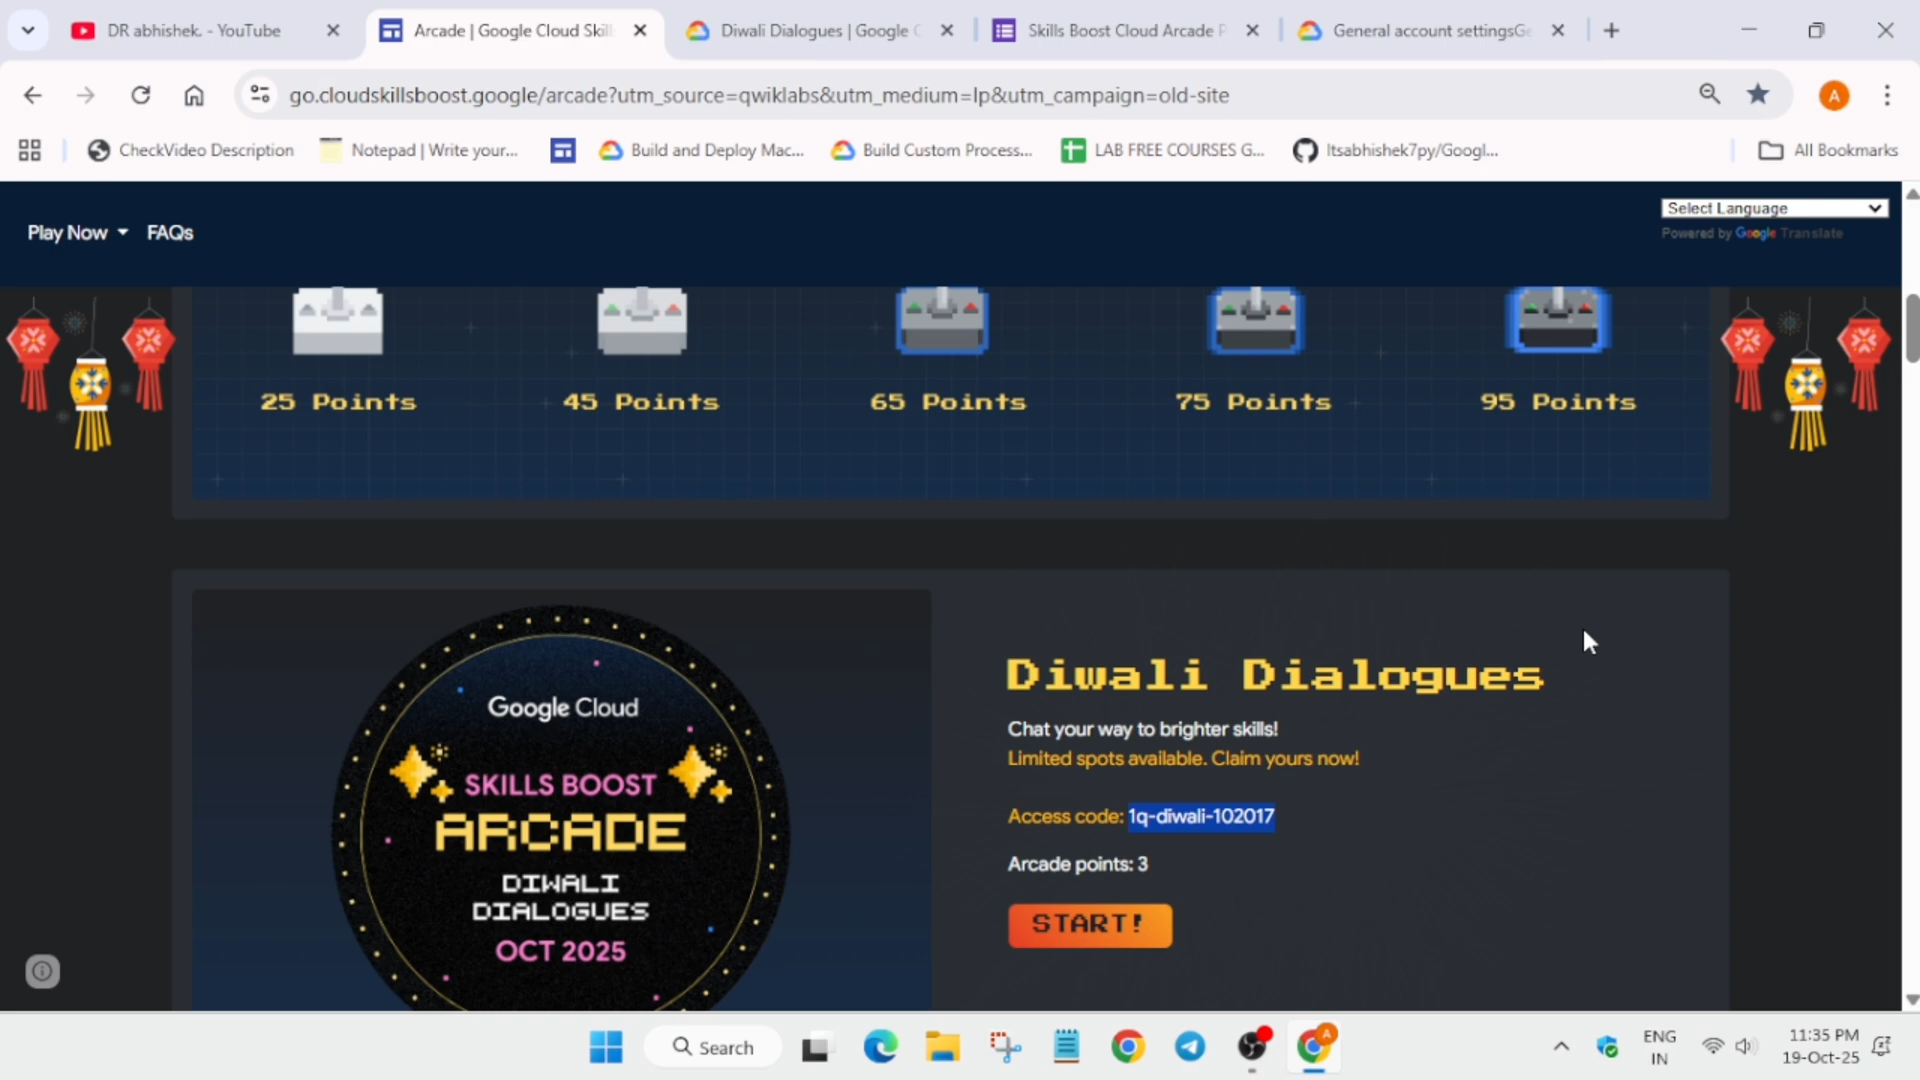 DR abhishek. - YouTube
Arcade | Google Cloud Skill
Diwali Dialogues | Google C
Skills Boost Cloud Arcade P
General account settingsGe
go.cloudskillsboost.google/arcade?utm_source=qwiklabs&utm_medium=lp&utm_campaign=old-site
A
CheckVideo Description
Notepad | Write your...
Build and Deploy Mac...
Build Custom Process...
LAB FREE COURSES G...
Itsabhishek7py/Googl...
All Bookmarks
Play Now
FAQs
Select Language
Powered by Google Translate
25 Points
45 Points
65 Points
75 Points
95 Points
Google Cloud
SKILLS BOOST
ARCADE
DIWALI
DIALOGUES
OCT 2025
Diwali Dialogues
Chat your way to brighter skills!
Limited spots available. Claim yours now!
Access code: 1q-diwali-102017
Arcade points: 3
START!
Search
A
ENG
IN
11:35 PM
19-Oct-25